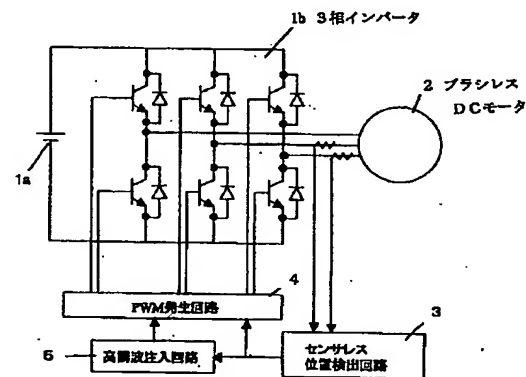 1b 3相インバータ
2 ブラシレス
DCモータ
1a
4
PWM発生回路
3
5 高調波注入回路
センサレス
位置検出回路